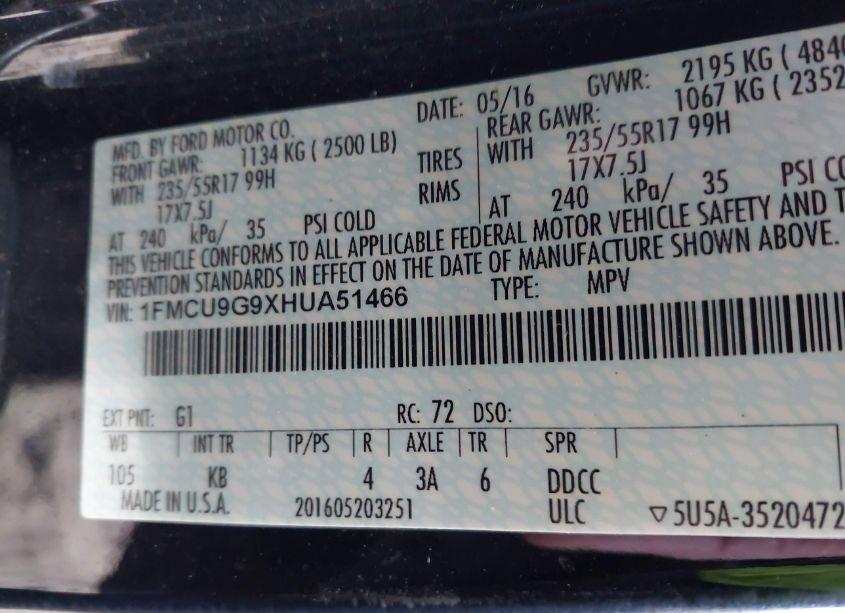 MFD. BY FORD MOTOR CO. DATE: 05/16 GVWR: 2195 KG ( 4840
FRONT GAWR: 1134 KG ( 2500 LB) REAR GAWR: 1067 KG ( 2352
WITH 235/55R17 99H TIRES WITH 235/55R17 99H
17X7.5J RIMS 17X7.5J
AT 240 kPa/ 35 PSI COLD AT 240 kPa/ 35 PSI CO
THIS VEHICLE CONFORMS TO ALL APPLICABLE FEDERAL MOTOR VEHICLE SAFETY AND T
PREVENTION STANDARDS IN EFFECT ON THE DATE OF MANUFACTURE SHOWN ABOVE.
VIN: 1FMCU9G9XHUA51466 TYPE: MPV
EXT PNT: G1 RC: 72 DSO:
WB INT TR TP/PS R AXLE TR SPR
105 KB 4 3A 6 DDCC
MADE IN U.S.A. 201605203251 ULC ▽5U5A-3520472